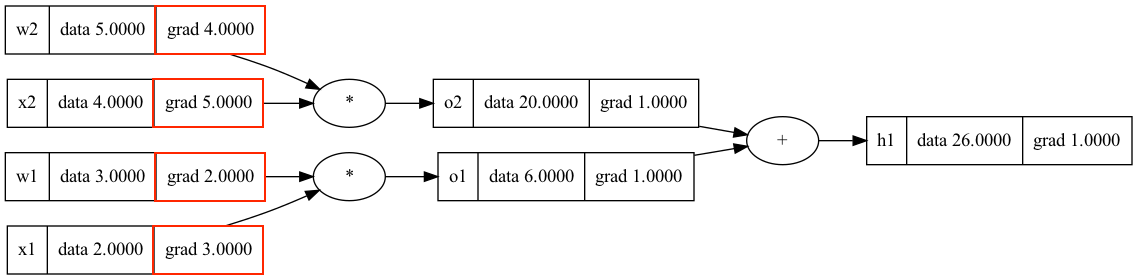 w2 data 5.0000 grad 4.0000
x2 data 4.0000 grad 5.0000
*
o2 data 20.0000 grad 1.0000
w1 data 3.0000 grad 2.0000
*
o1 data 6.0000 grad 1.0000
x1 data 2.0000 grad 3.0000
+
h1 data 26.0000 grad 1.0000